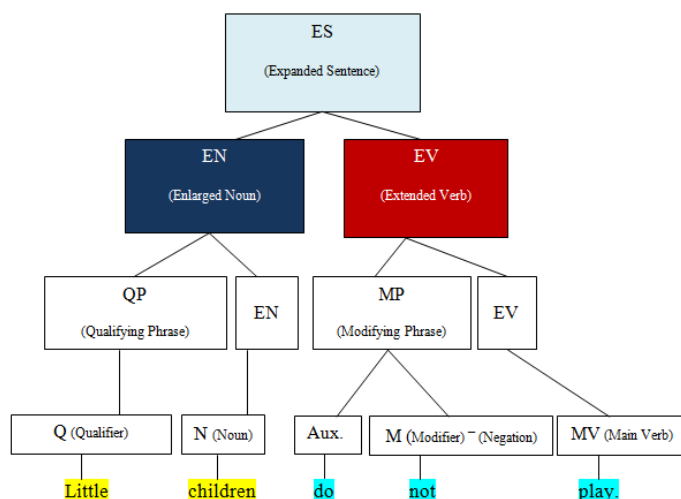 ES
(Expanded Sentence)
EN
(Enlarged Noun)
EV
(Extended Verb)
QP
(Qualifying Phrase)
EN
MP
(Modifying Phrase)
EV
Q (Qualifier)
N (Noun)
Aux.
M (Modifier) – (Negation)
MV (Main Verb)
Little children do not play.